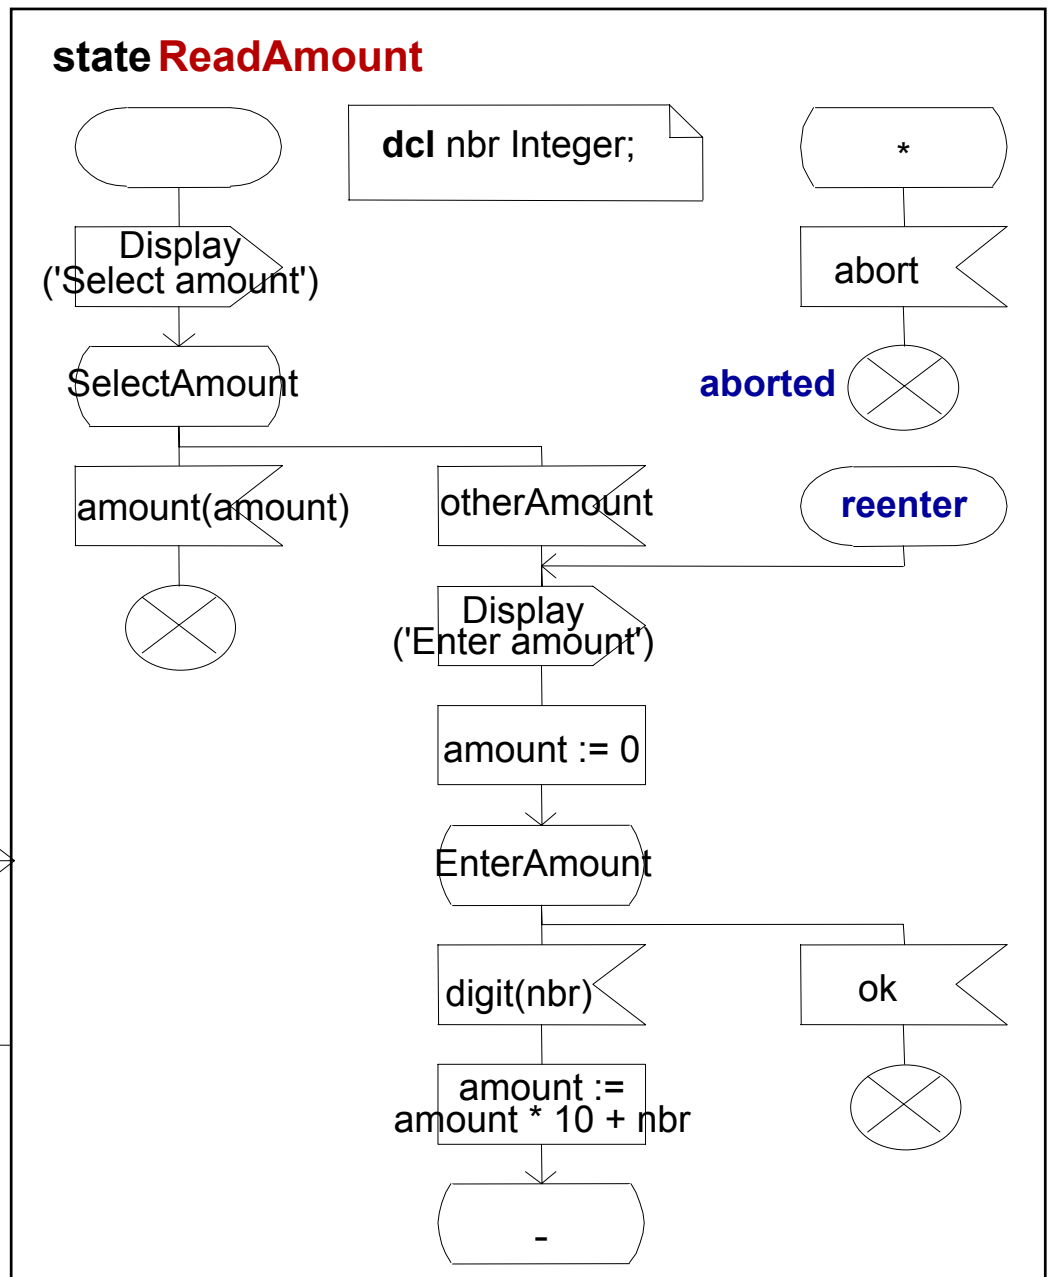 state ReadAmount
dcl nbr Integer;
*
Display
('Select amount')
abort
SelectAmount
aborted
amount(amount)
otherAmount
reenter
Display
('Enter amount')
amount := 0
EnterAmount
digit(nbr)
ok
amount :=
amount * 10 + nbr
-